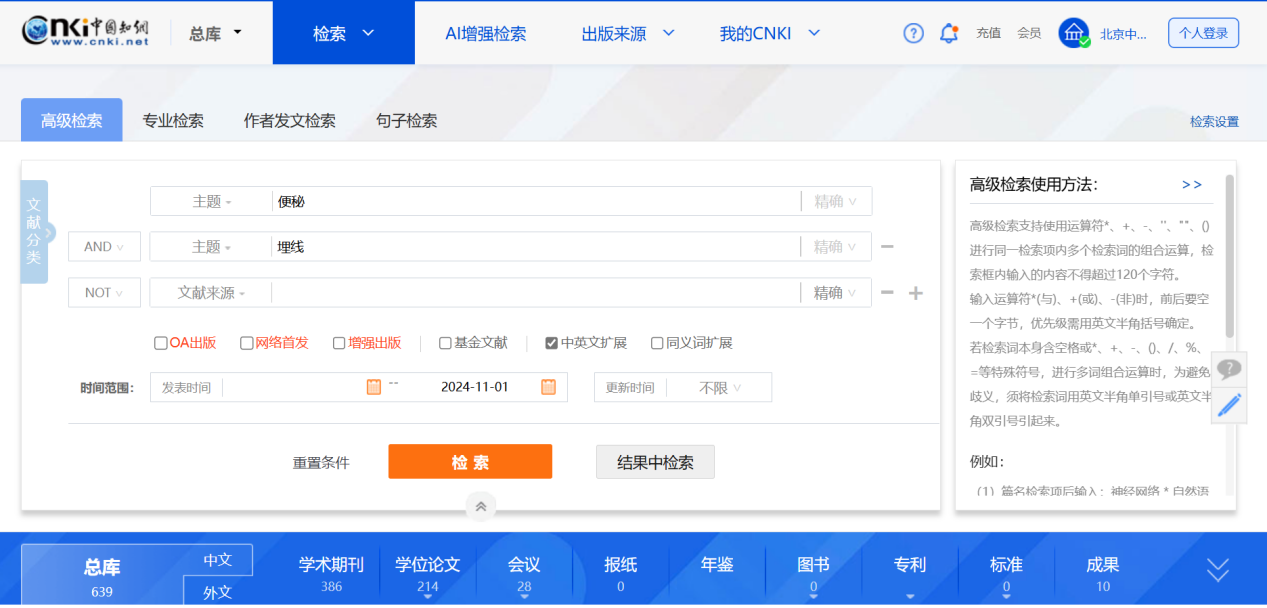 Cnki中国知网
www.cnki.net
总库
检索
AI增强检索
出版来源
我的CNKI
充值
会员
北京中...
个人登录
高级检索
专业检索
作者发文检索
句子检索
检索设置
文献分类
主题
便秘
精确
AND
主题
埋线
精确
NOT
文献来源
精确
OA出版
网络首发
增强出版
基金文献
中英文扩展
同义词扩展
时间范围：
发表时间
--
2024-11-01
更新时间
不限
重置条件
检索
结果中检索
高级检索使用方法：
>>
高级检索支持使用运算符*、+、-、''、""、()
进行同一检索项内多个检索词的组合运算，检
索框内输入的内容不得超过120个字符。
输入运算符*(与)、+(或)、-(非)时，前后要空
一个字节，优先级需用英文半角括号确定。
若检索词本身含空格或*、+、-、()、/、%、
=等特殊符号，进行多词组合运算时，为避免
歧义，须将检索词用英文半角单引号或英文半
角双引号引起来。
例如：
（1）篇名检索项后输入：神经网络 * 自然语
总库
639
中文
外文
学术期刊
386
学位论文
214
会议
28
报纸
0
年鉴
图书
0
专利
标准
0
成果
10